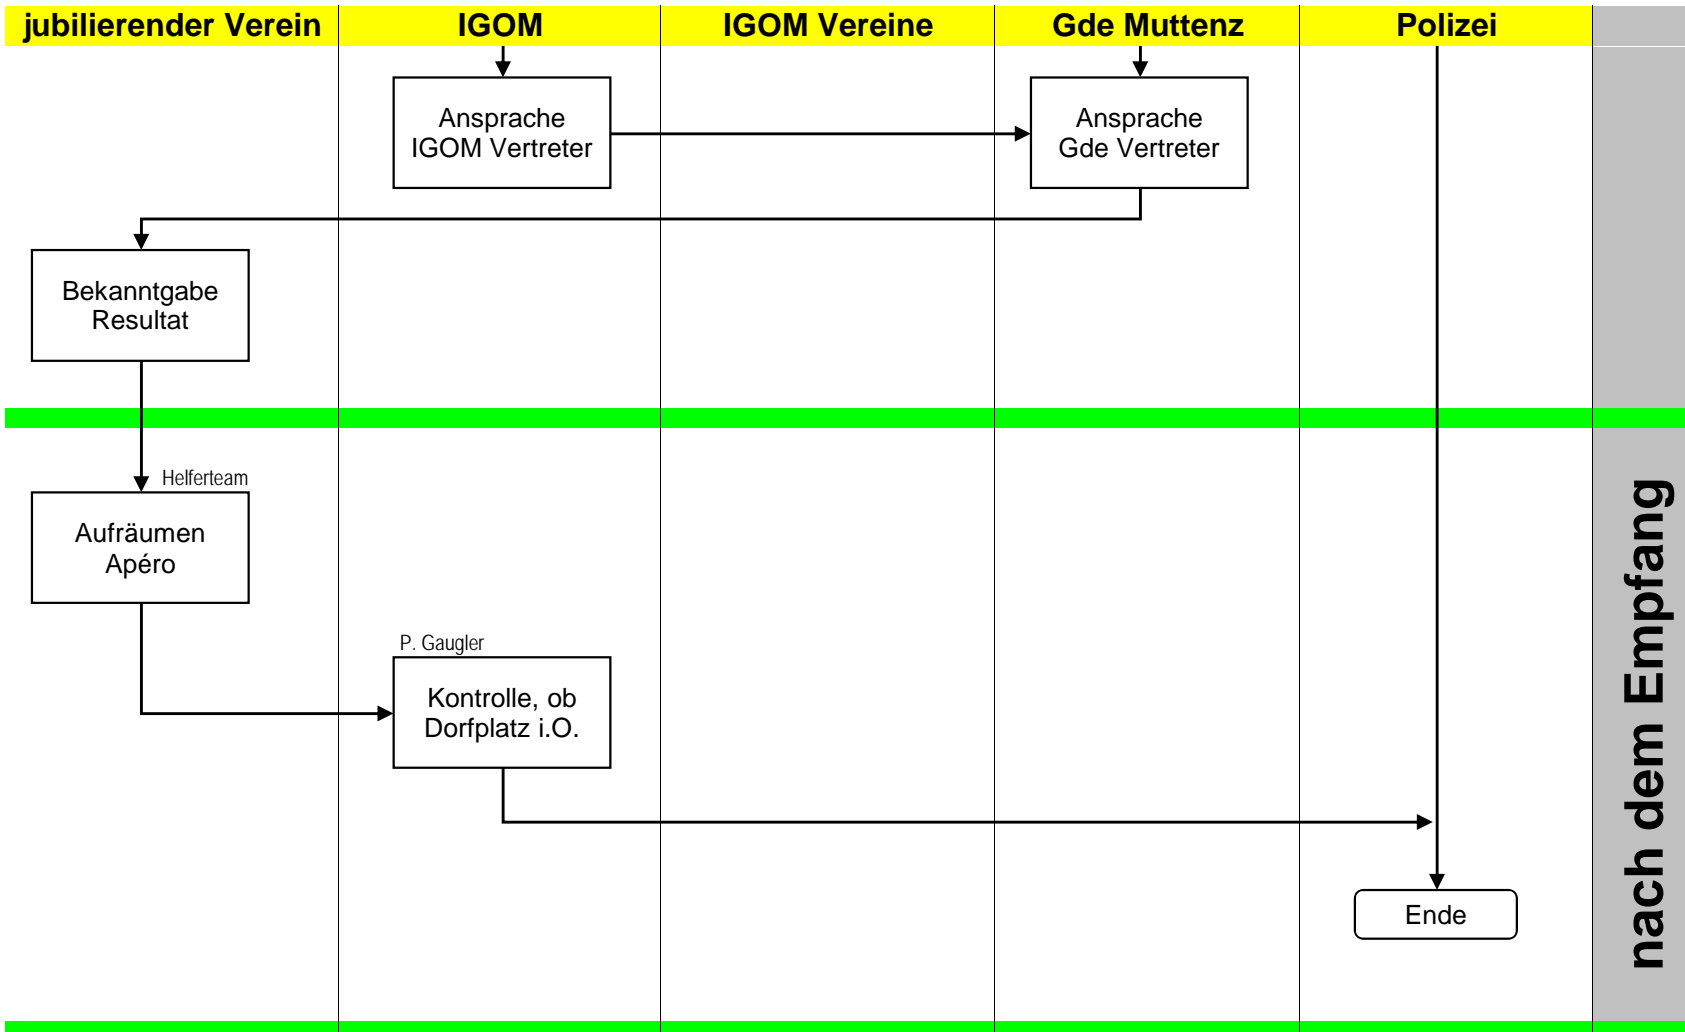 jubilierender Verein
IGOM
IGOM Vereine
Gde Muttenz
Polizei
Ansprache
IGOM Vertreter
Ansprache
Gde Vertreter
Bekanntgabe
Resultat
Helferteam
Aufräumen
Apéro
P. Gaugler
Kontrolle, ob
Dorfplatz i.O.
Ende
nach dem Empfang